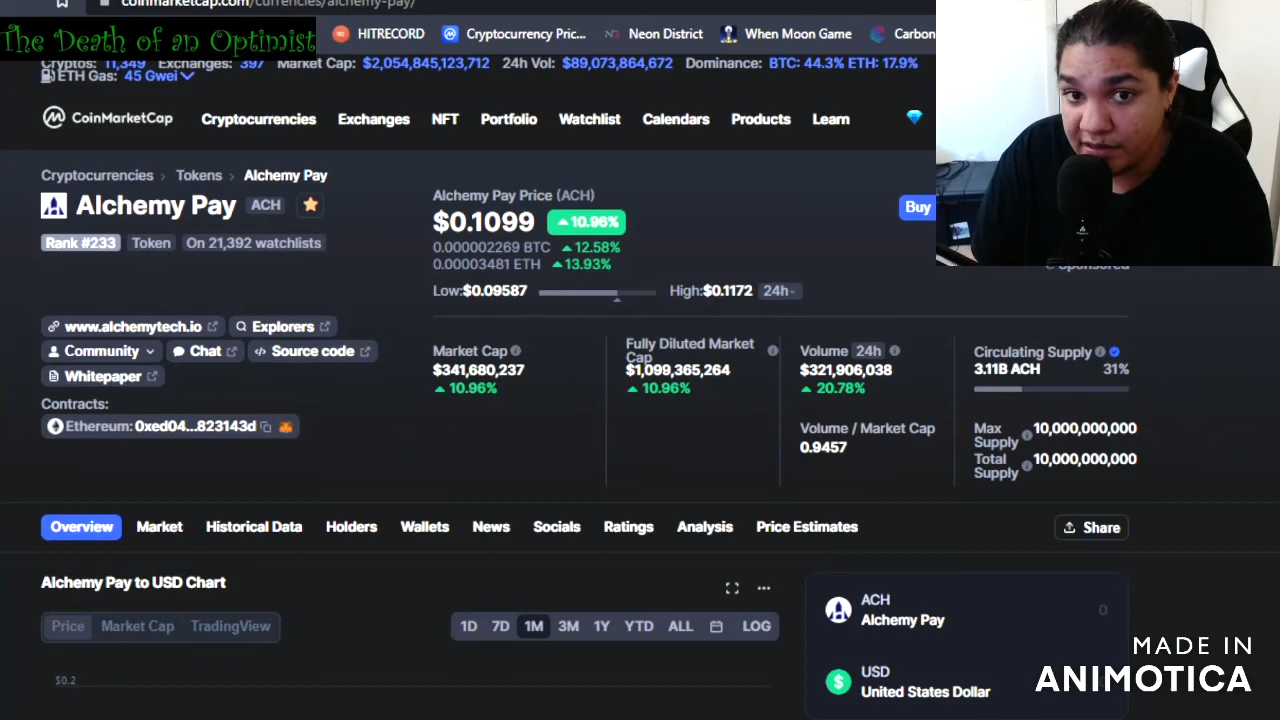 coinmarketcap.com/currencies/alchemy-pay/
The Death of an Optimist
HITRECORD
Cryptocurrency Pric...
Neon District
When Moon Game
Carbon
Cryptos: 11,349 Exchanges: 397 Market Cap: $2,054,845,123,712 24h Vol: $89,073,864,672 Dominance: BTC: 44.3% ETH: 17.9%
ETH Gas: 45 Gwei
CoinMarketCap
Cryptocurrencies Exchanges NFT Portfolio Watchlist Calendars Products Learn
Cryptocurrencies Tokens Alchemy Pay
Alchemy Pay ACH
Rank #233 Token On 21,392 watchlists
Alchemy Pay Price (ACH)
$0.1099 10.96%
0.000002269 BTC 12.58%
0.00003481 ETH 13.93%
Low:$0.09587 High:$0.1172 24h
Buy
Sponsored
www.alchemytech.io Explorers
Community Chat Source code
Whitepaper
Contracts:
Ethereum: 0xed04...823143d
Market Cap
$341,680,237
10.96%
Fully Diluted Market
Cap
$1,099,365,264
10.96%
Volume 24h
$321,906,038
20.78%
Volume / Market Cap
0.9457
Circulating Supply
3.11B ACH 31%
Max
Supply
10,000,000,000
Total
Supply
10,000,000,000
Overview Market Historical Data Holders Wallets News Socials Ratings Analysis Price Estimates
Share
Alchemy Pay to USD Chart
Price Market Cap TradingView
1D 7D 1M 3M 1Y YTD ALL LOG
$0.2
ACH
Alchemy Pay
0
USD
United States Dollar
MADE IN
ANIMOTICA